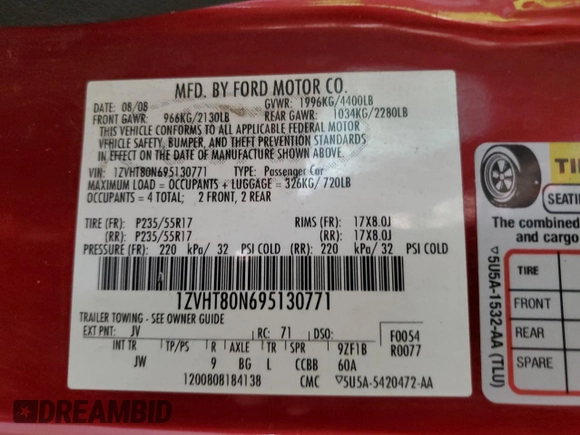 MFD. BY FORD MOTOR CO.
DATE: 08/08 GVWR: 1996KG/4400LB
FRONT GAWR: 966KG/2130LB REAR GAWR: 1034KG/2280LB
THIS VEHICLE CONFORMS TO ALL APPLICABLE FEDERAL MOTOR
VEHICLE SAFETY, BUMPER, AND THEFT PREVENTION STANDARDS
IN EFFECT ON THE DATE OF MANUFACTURE SHOWN ABOVE.
VIN: 1ZVHT80N695130771 TYPE: Passenger Car
MAXIMUM LOAD = OCCUPANTS + LUGGAGE = 326KG/720LB
OCCUPANTS = 4 TOTAL; 2 FRONT, 2 REAR
TIRE (FR): P235/55R17 RIMS (FR): 17X8.0J
(RR): P235/55R17 (RR): 17X8.0J
PRESSURE (FR): 220 kPa/ 32 PSI COLD (RR): 220 kPa/ 32 PSI COLD
A
1ZVHT80N695130771
TRAILER TOWING - SEE OWNER GUIDE
EXT PNT: JV RC: 71 DSO: F0054
INT TR TP/PS R AXLE TR SPR 9ZF1B R0077
JW 9 BG L CCBB 60A
1200808184138 CMC ▽5U5A-5420472-AA
TI
SEATI
The combined
and cargo
TIRE
FRONT
REAR
SPARE
▽5U5A-1532-AA (TLU)
DREAMBID